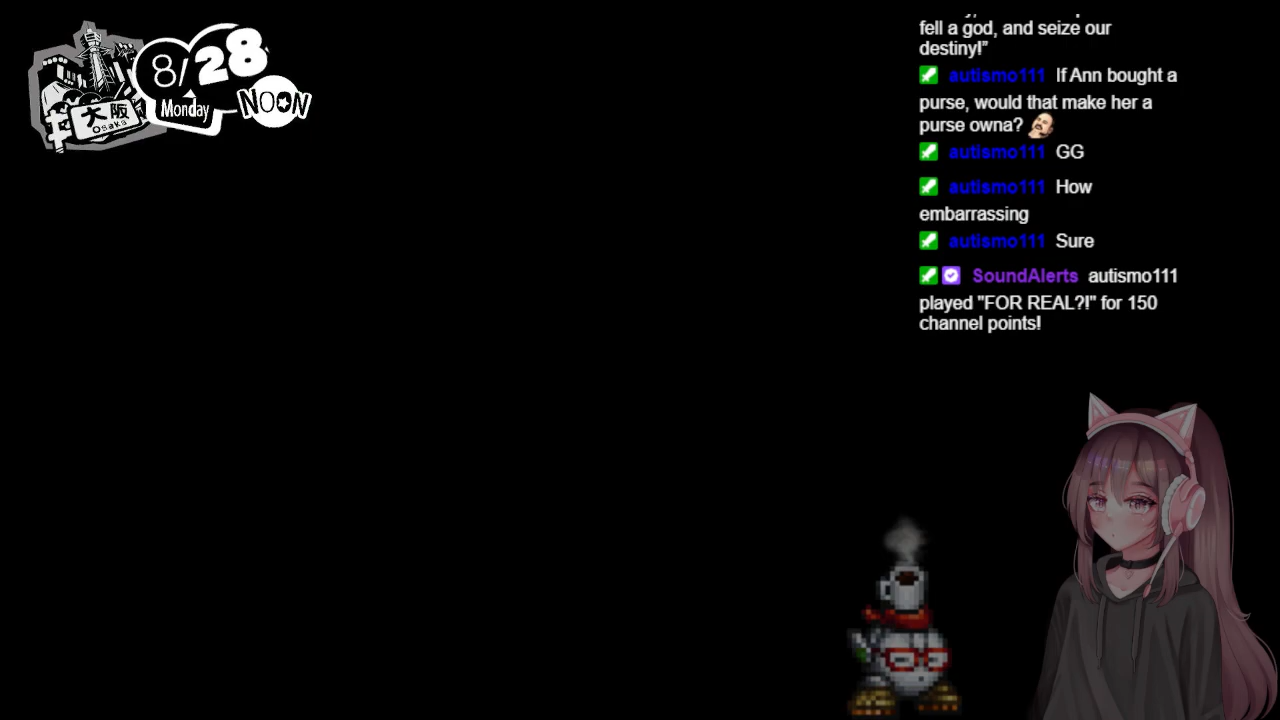 8/28
Monday
NOON
大阪
Osaka
fell a god, and seize our
destiny!”
autismo111 If Ann bought a
purse, would that make her a
purse owna?
autismo111 GG
autismo111 How
embarrassing
autismo111 Sure
SoundAlerts autismo111
played "FOR REAL?!" for 150
channel points!